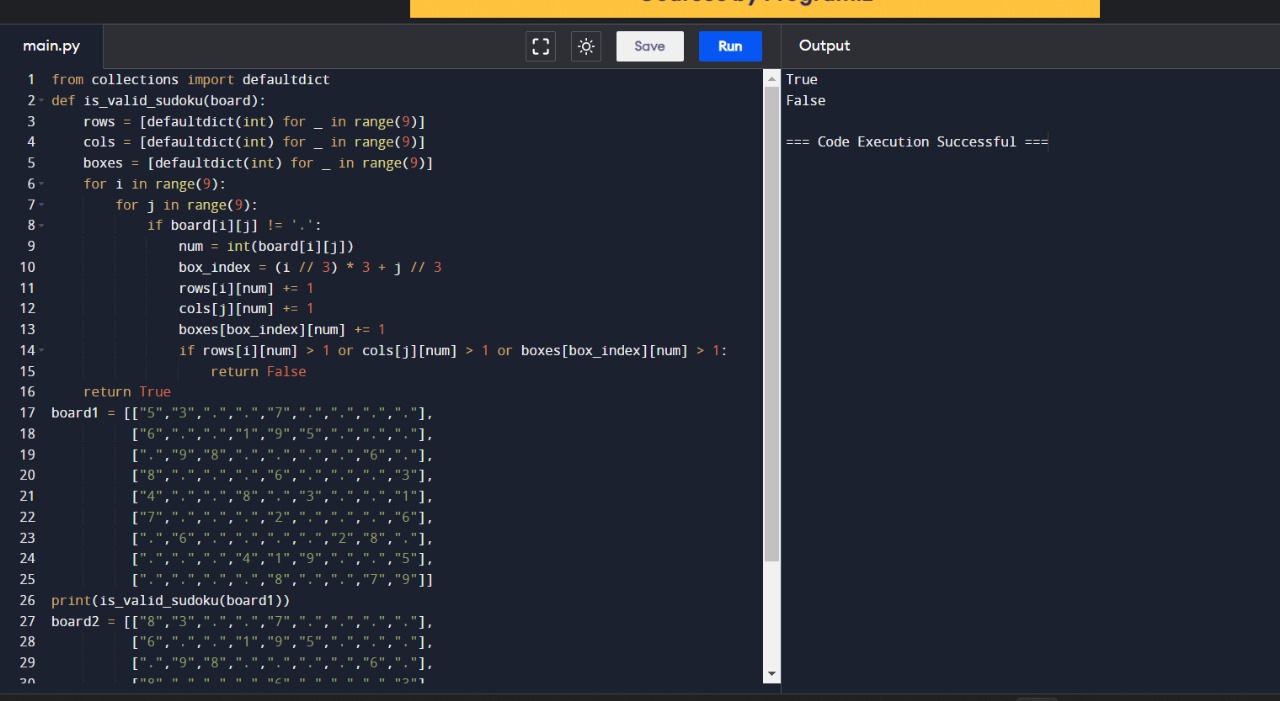 Courses by Programiz
main.py
Save
Run
Output
1 from collections import defaultdict
2 def is_valid_sudoku(board):
3 rows = [defaultdict(int) for _ in range(9)]
4 cols = [defaultdict(int) for _ in range(9)]
5 boxes = [defaultdict(int) for _ in range(9)]
6 for i in range(9):
7 for j in range(9):
8 if board[i][j] != '.':
9 num = int(board[i][j])
10 box_index = (i // 3) * 3 + j // 3
11 rows[i][num] += 1
12 cols[j][num] += 1
13 boxes[box_index][num] += 1
14 if rows[i][num] > 1 or cols[j][num] > 1 or boxes[box_index][num] > 1:
15 return False
16 return True
17 board1 = [["5","3",".",".","7",".",".",".","."],
18 ["6",".",".","1","9","5",".",".","."],
19 [".","9","8",".",".",".",".","6","."],
20 ["8",".",".",".","6",".",".",".","3"],
21 ["4",".",".","8",".","3",".",".","1"],
22 ["7",".",".",".","2",".",".",".","6"],
23 [".","6",".",".",".",".","2","8","."],
24 [".",".",".","4","1","9",".",".","5"],
25 [".",".",".",".","8",".",".","7","9"]]
26 print(is_valid_sudoku(board1))
27 board2 = [["8","3",".",".","7",".",".",".","."],
28 ["6",".",".","1","9","5",".",".","."],
29 [".","9","8",".",".",".",".","6","."],
30 ["8",".",".",".","6",".",".",".","3"]
True
False
=== Code Execution Successful ===